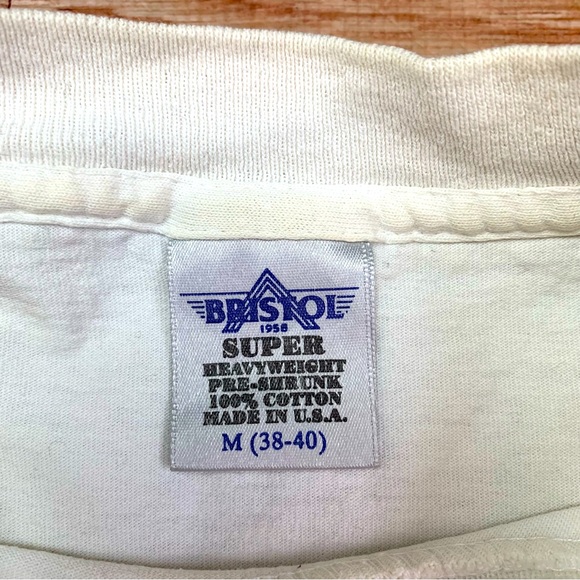 BRISTOL
1958
SUPER
HEAVYWEIGHT
PRE-SHRUNK
100% COTTON
MADE IN U.S.A.
M (38-40)